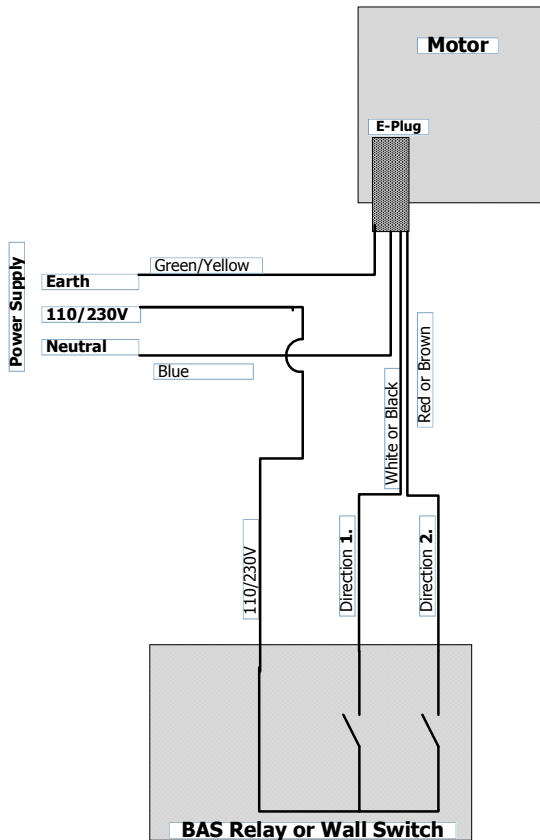 Motor
E-Plug
Power Supply
Earth
Green/Yellow
110/230V
Neutral
Blue
White or Black
Red or Brown
110/230V
Direction 1.
Direction 2.
BAS Relay or Wall Switch